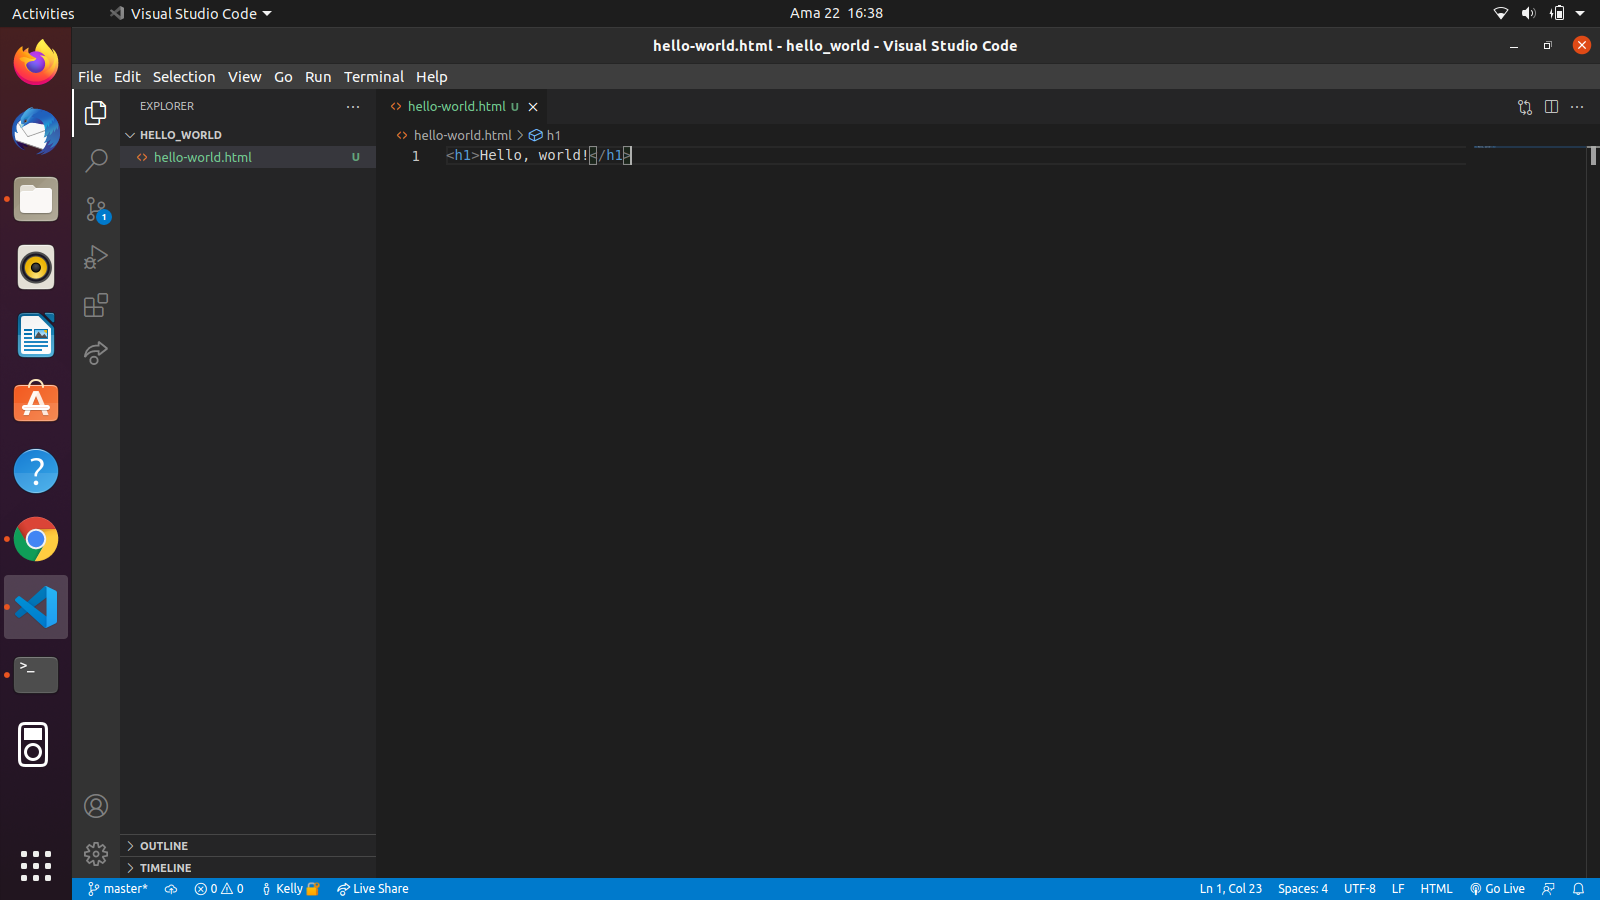 Activities
Visual Studio Code
Ama 22 16:38
hello-world.html - hello_world - Visual Studio Code
File Edit Selection View Go Run Terminal Help
EXPLORER
HELLO_WORLD
hello-world.html U
1
hello-world.html U
hello-world.html > h1
1 <h1>Hello, world!</h1>
>_
OUTLINE
TIMELINE
master* 0 0 Kelly Live Share
Ln 1, Col 23 Spaces: 4 UTF-8 LF HTML Go Live